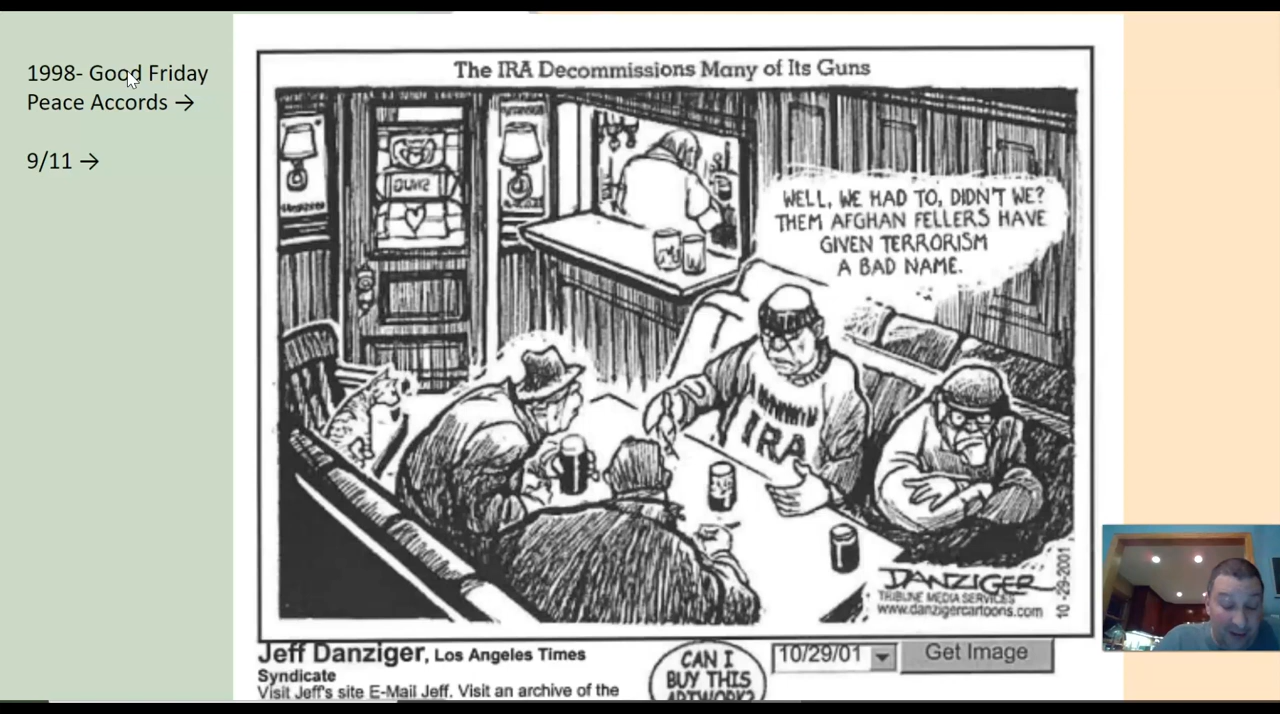 1998- Good Friday
Peace Accords →
9/11 →
The IRA Decommissions Many of Its Guns
WELL, WE HAD TO, DIDN'T WE?
THEM AFGHAN FELLERS HAVE
GIVEN TERRORISM
A BAD NAME.
IRA
DANZIGER
TRIBUNE MEDIA SERVICES
www.danzigercartoons.com
10-29-2001
Jeff Danziger, Los Angeles Times
Syndicate
Visit Jeff's site E-Mail Jeff. Visit an archive of the
CAN I
BUY THIS
ARTWORK?
10/29/01
Get Image